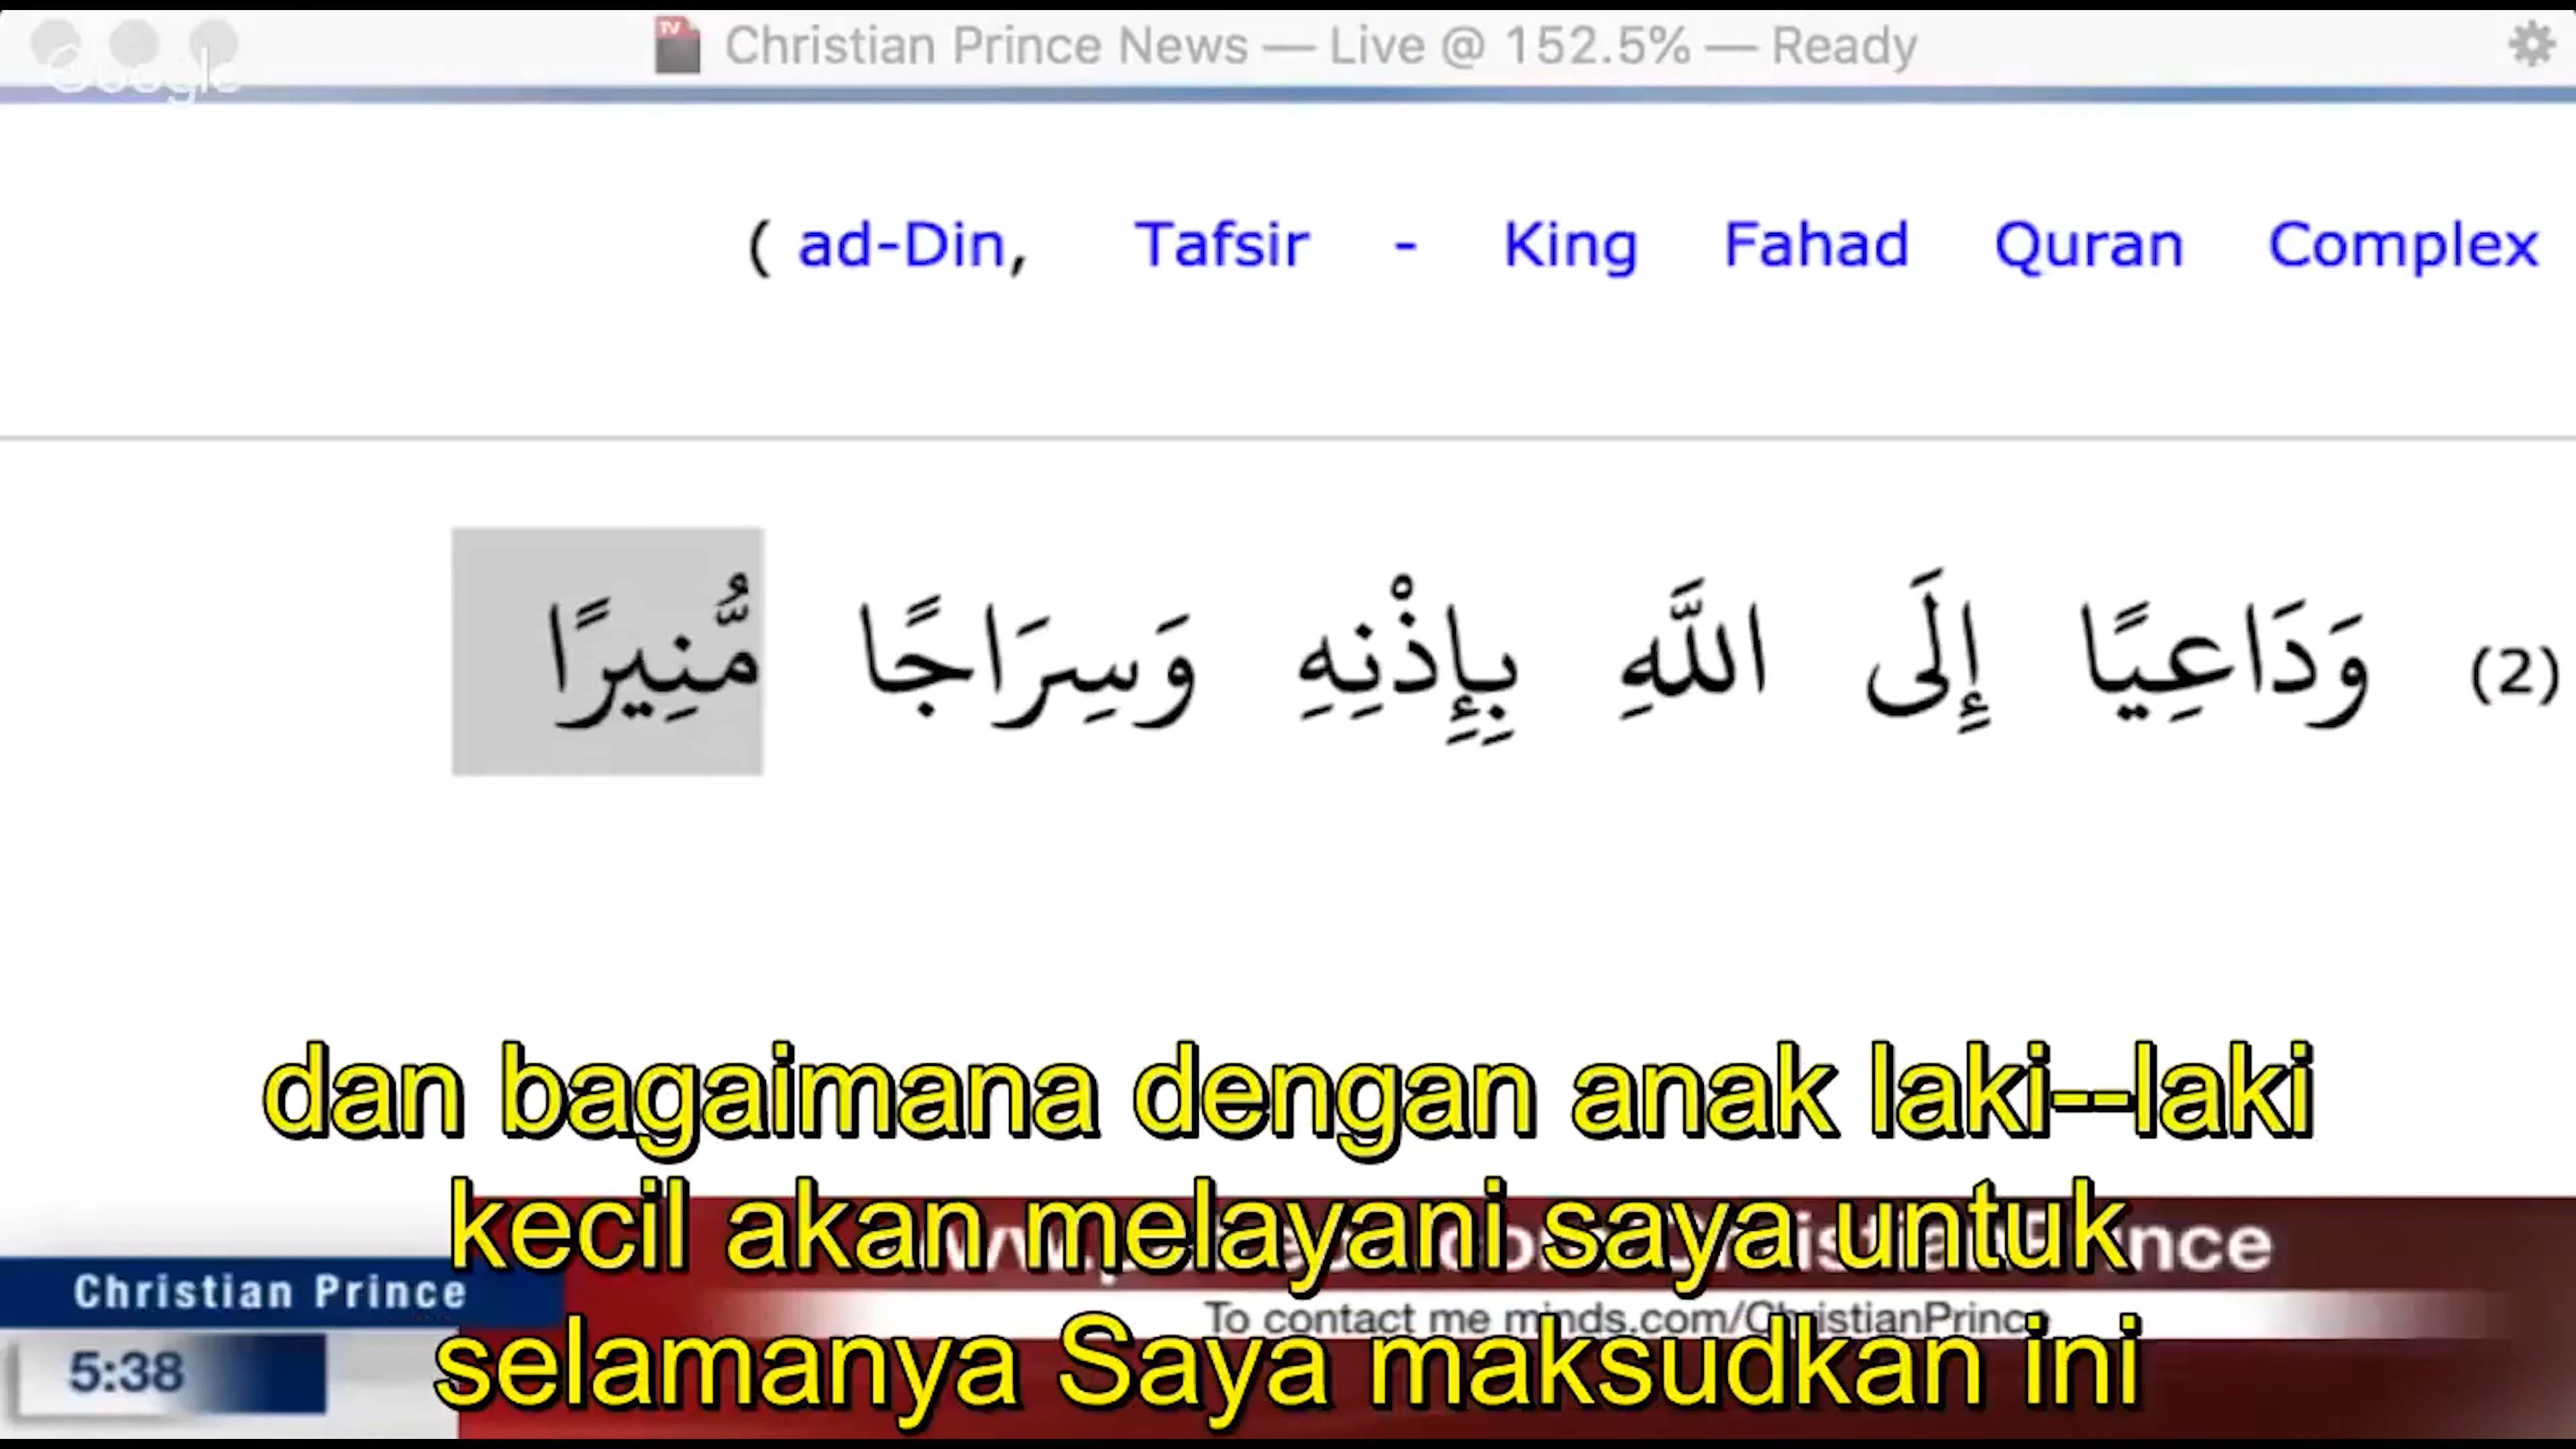 Christian Prince News — Live @ 152.5% — Ready
Google
( ad-Din, Tafsir - King Fahad Quran Complex
(2) وَدَاعِيًا إِلَى اللَّهِ بِإِذْنِهِ وَسِرَاجًا مُّنِيرًا
dan bagaimana dengan anak laki--laki
kecil akan melayani saya untuk
selamanya Saya maksudkan ini
Christian Prince
To contact me minds.com/ChristianPrince
5:38